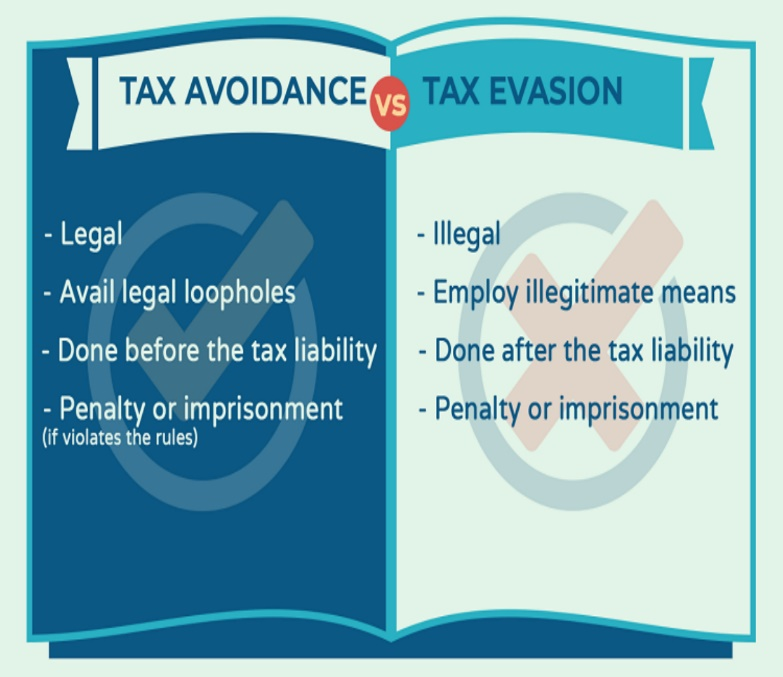 TAX AVOIDANCE VS TAX EVASION
- Legal
- Avail legal loopholes
- Done before the tax liability
- Penalty or imprisonment
(if violates the rules)
- Illegal
- Employ illegitimate means
- Done after the tax liability
- Penalty or imprisonment